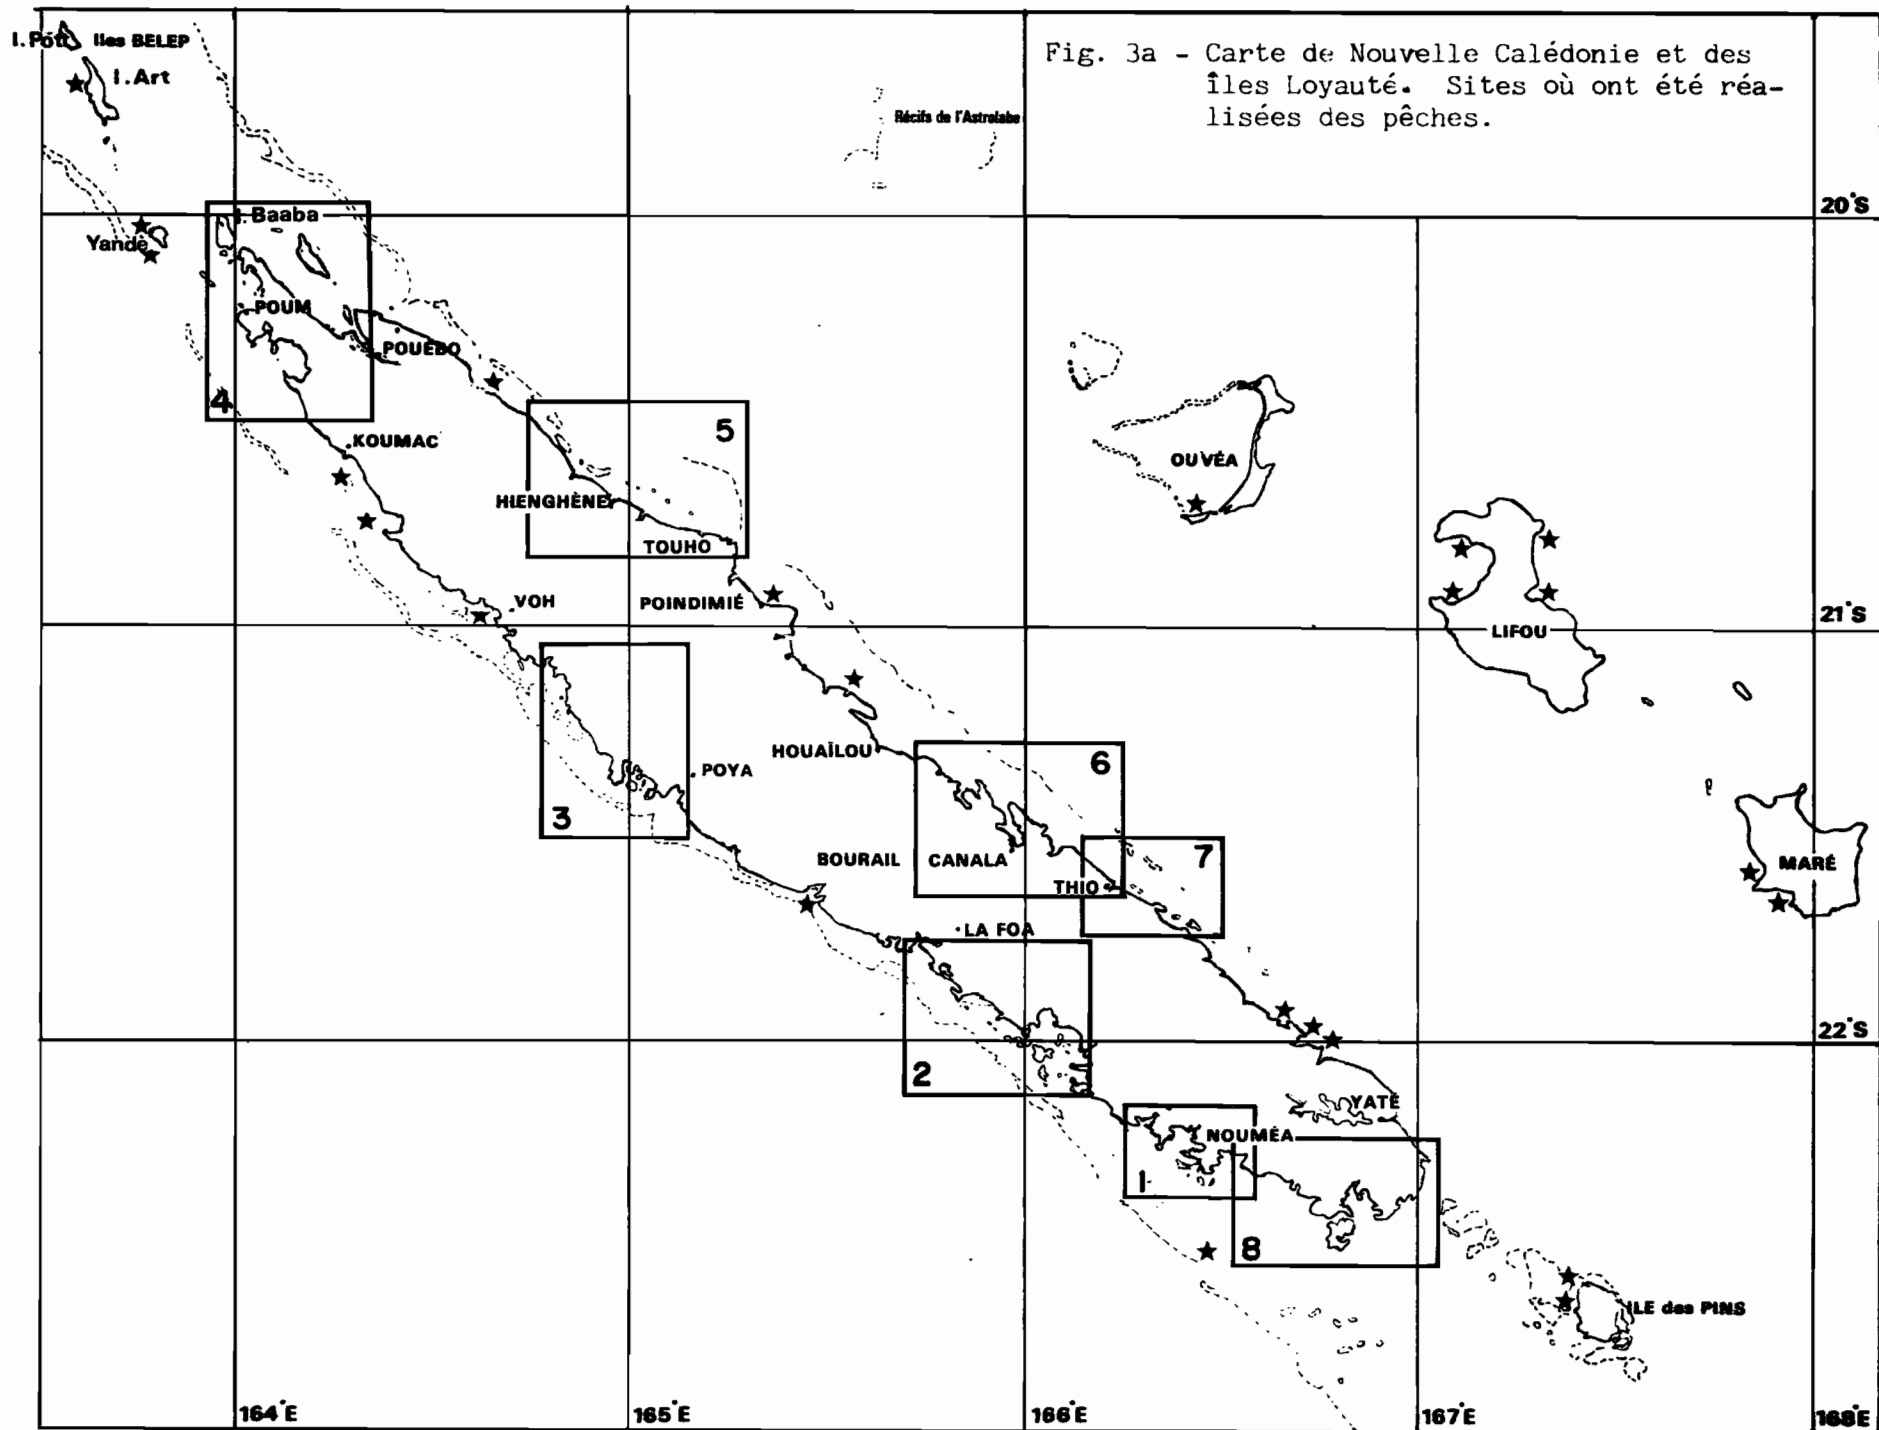 Fig. 3a - Carte de Nouvelle Calédonie et des
îles Loyauté. Sites où ont été réa-
lisées des pêches.
I.Pott
Iles BELEP
I.Art
Récifs de l'Astrolabe
20°S
I.Baaba
Yandé
POUM
POUÉBO
4
5
KOUMAC
OUVÉA
HIENGHÈNE
TOUHO
VOH
POINDIMIÉ
21°S
LIFOU
HOUAÏLOU
6
POYA
3
7
BOURAIL
CANALA
MARÉ
THIO
LA FOA
22°S
2
YATÉ
NOUMÉA
1
8
ILE des PINS
164°E
165°E
166°E
167°E
168°E